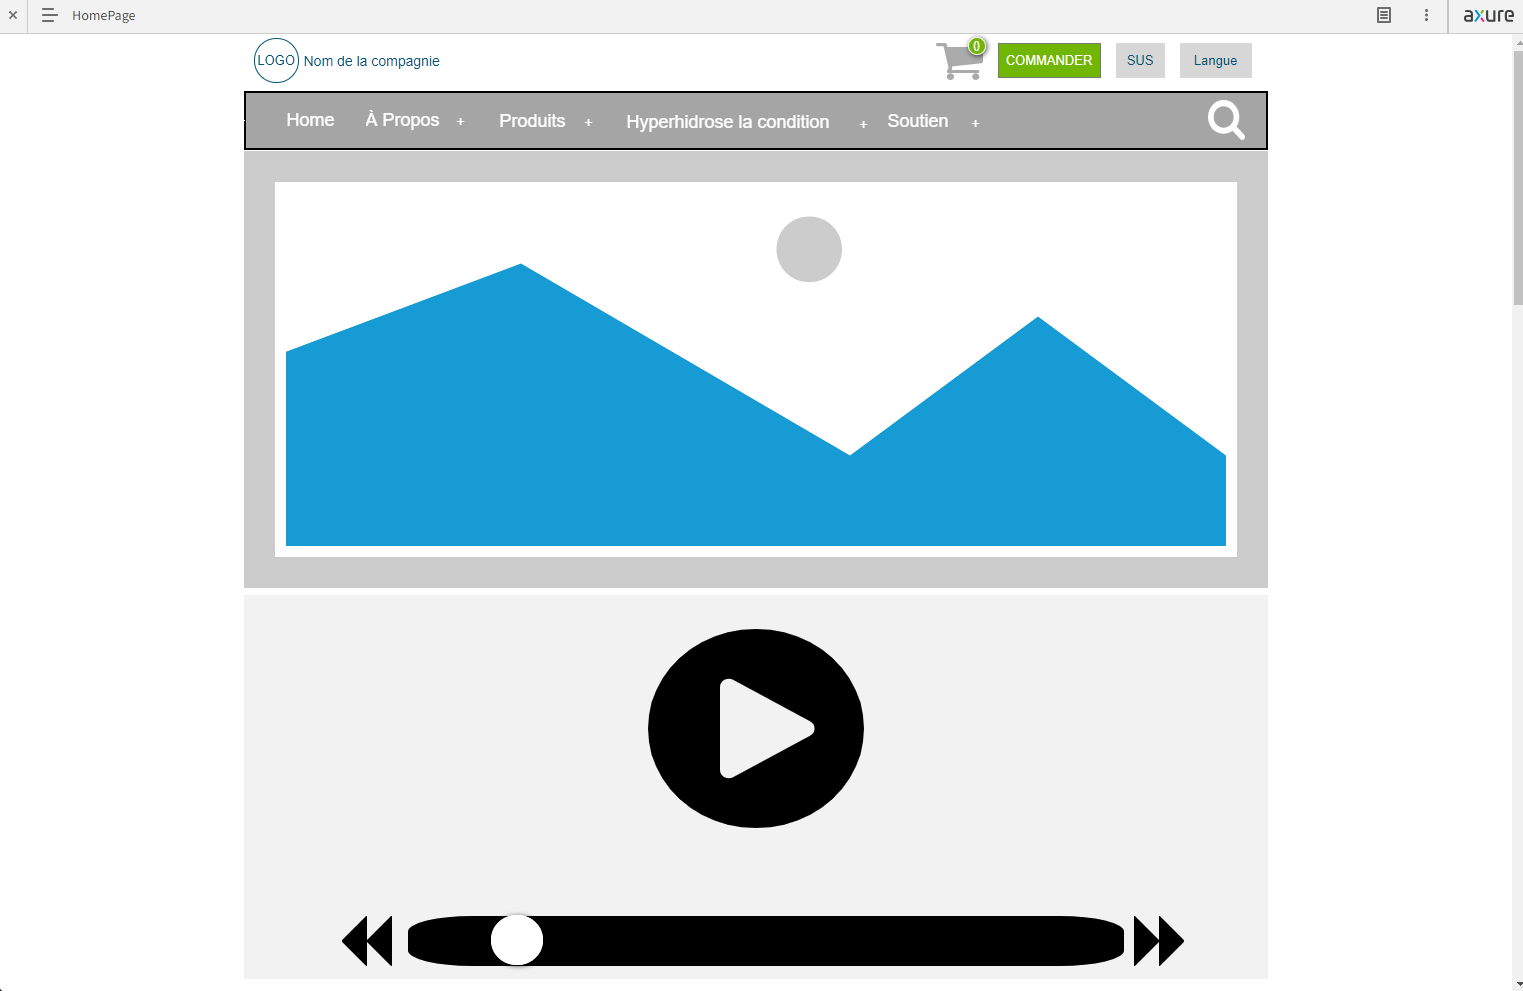 HomePage
axure
LOGO Nom de la compagnie
0
COMMANDER
SUS
Langue
Home À Propos + Produits + Hyperhidrose la condition + Soutien +